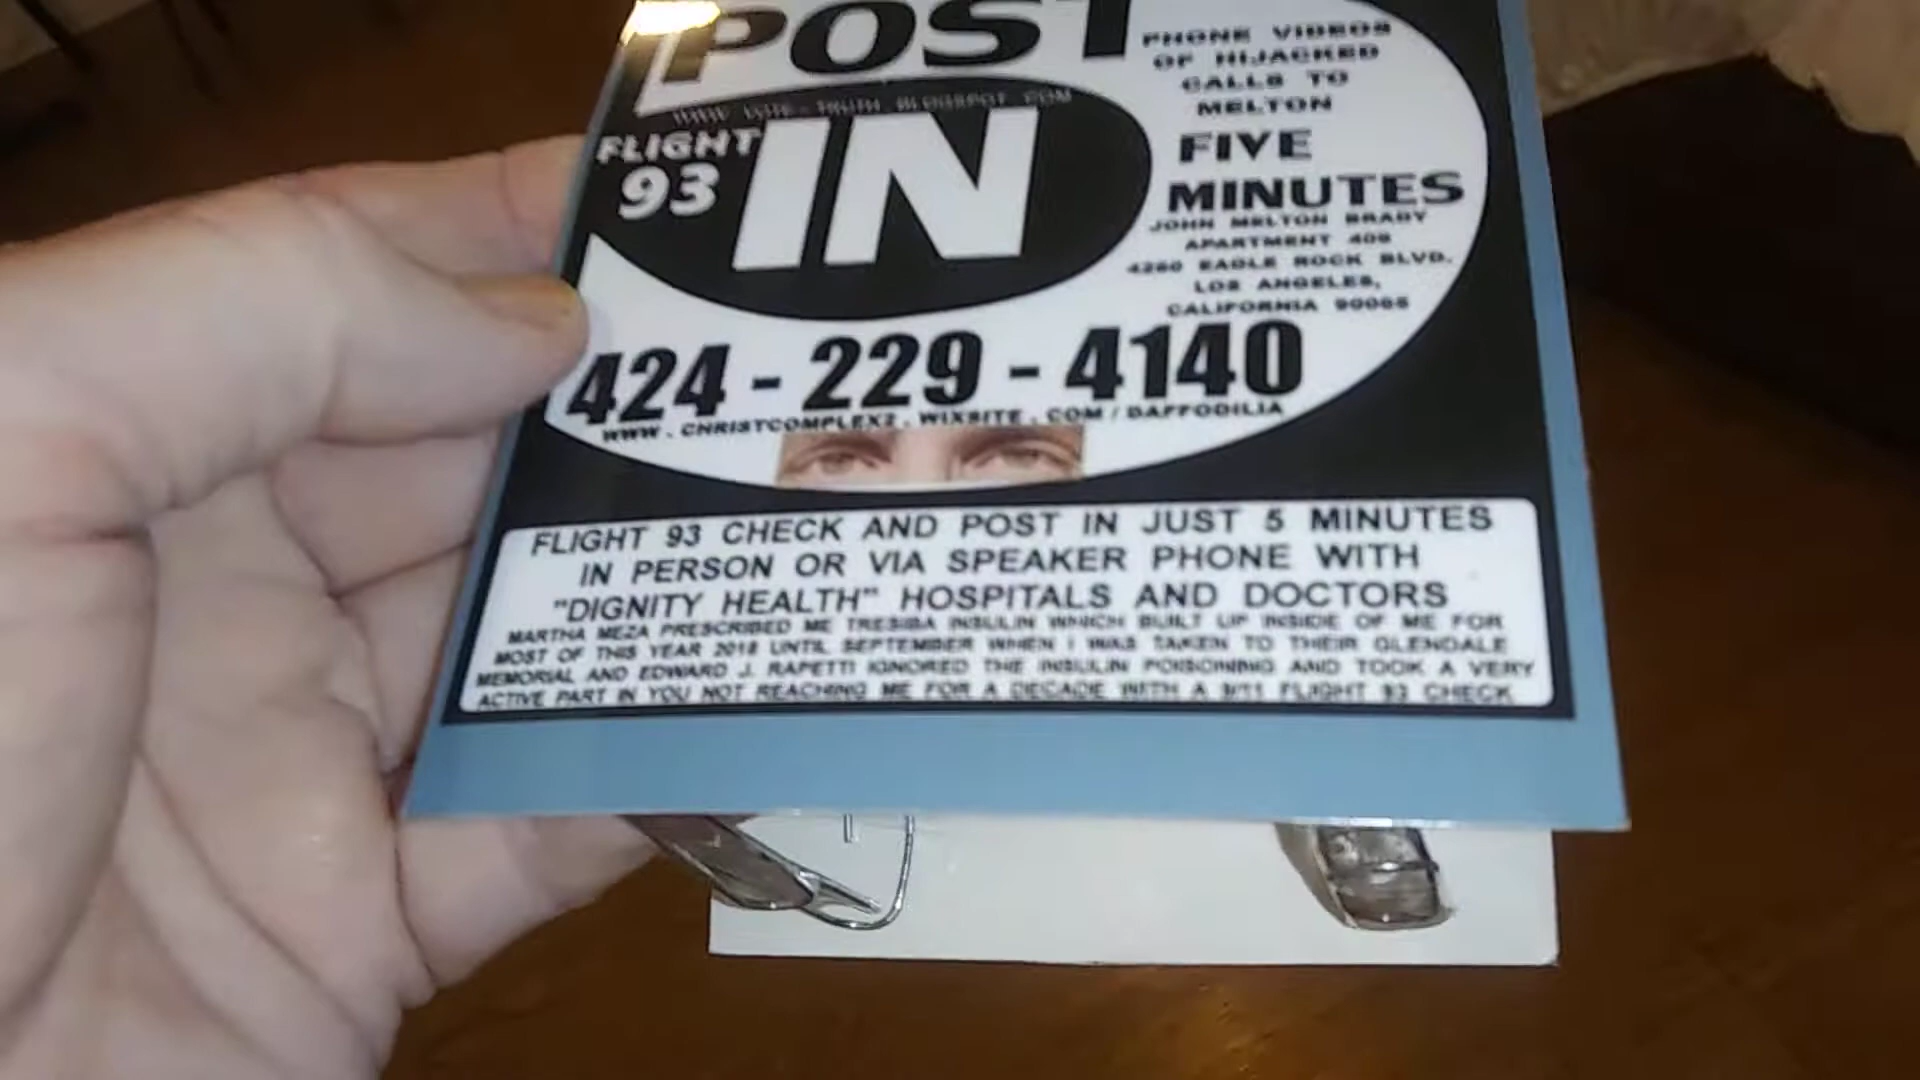 POST
PHONE VIDEOS
OF HIJACKED
CALLS TO
MELTON
WWW. VOTE - TRUTH. BLOGSPOT. COM
FLIGHT
93
IN
FIVE
MINUTES
JOHN MELTON BRADY
APARTMENT 409
4260 EAGLE ROCK BLVD.
LOS ANGELES,
CALIFORNIA 90065
424 - 229 - 4140
WWW . CHRISTCOMPLEX2 . WIXSITE . COM / DAFFODILIA
FLIGHT 93 CHECK AND POST IN JUST 5 MINUTES
IN PERSON OR VIA SPEAKER PHONE WITH
"DIGNITY HEALTH" HOSPITALS AND DOCTORS
MARTHA MEZA PRESCRIBED ME TRESIBA INSULIN WHICH BUILT UP INSIDE OF ME FOR
MOST OF THIS YEAR 2018 UNTIL SEPTEMBER WHEN I WAS TAKEN TO THEIR GLENDALE
MEMORIAL AND EDWARD J. RAPETTI IGNORED THE INSULIN POISONING AND TOOK A VERY
ACTIVE PART IN YOU NOT REACHING ME FOR A DECADE WITH A 9/11 FLIGHT 93 CHECK